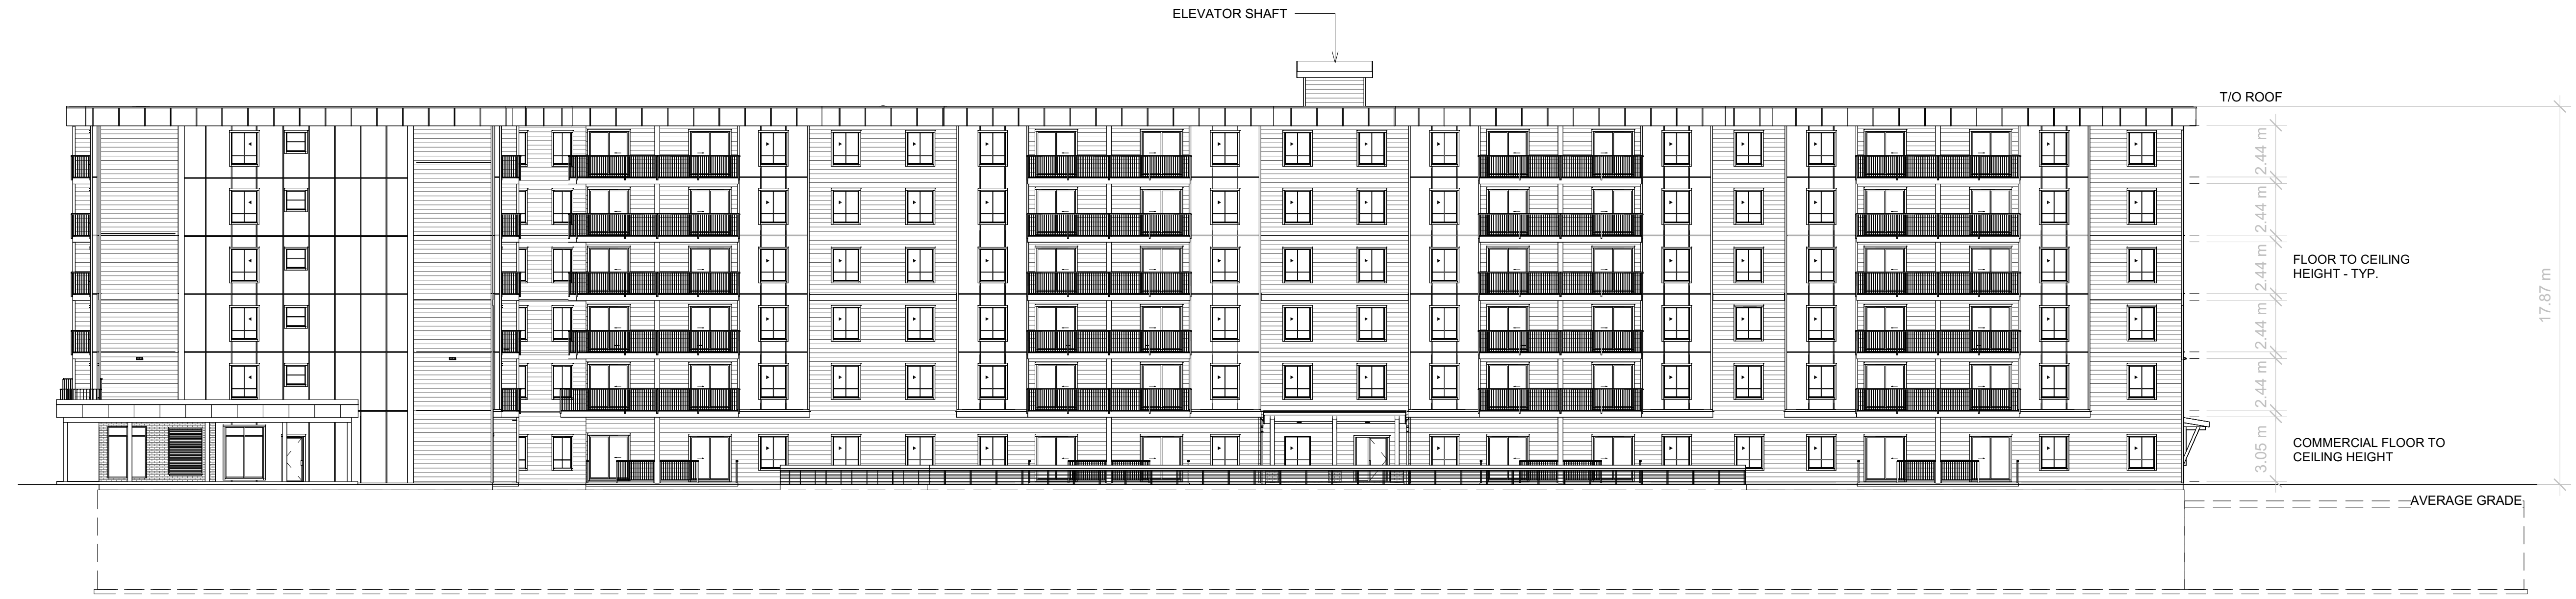 ELEVATOR SHAFT
T/O ROOF
2.44 m
2.44 m
2.44 m
2.44 m
2.44 m
3.05 m
17.87 m
FLOOR TO CEILING
HEIGHT - TYP.
COMMERCIAL FLOOR TO
CEILING HEIGHT
AVERAGE GRADE